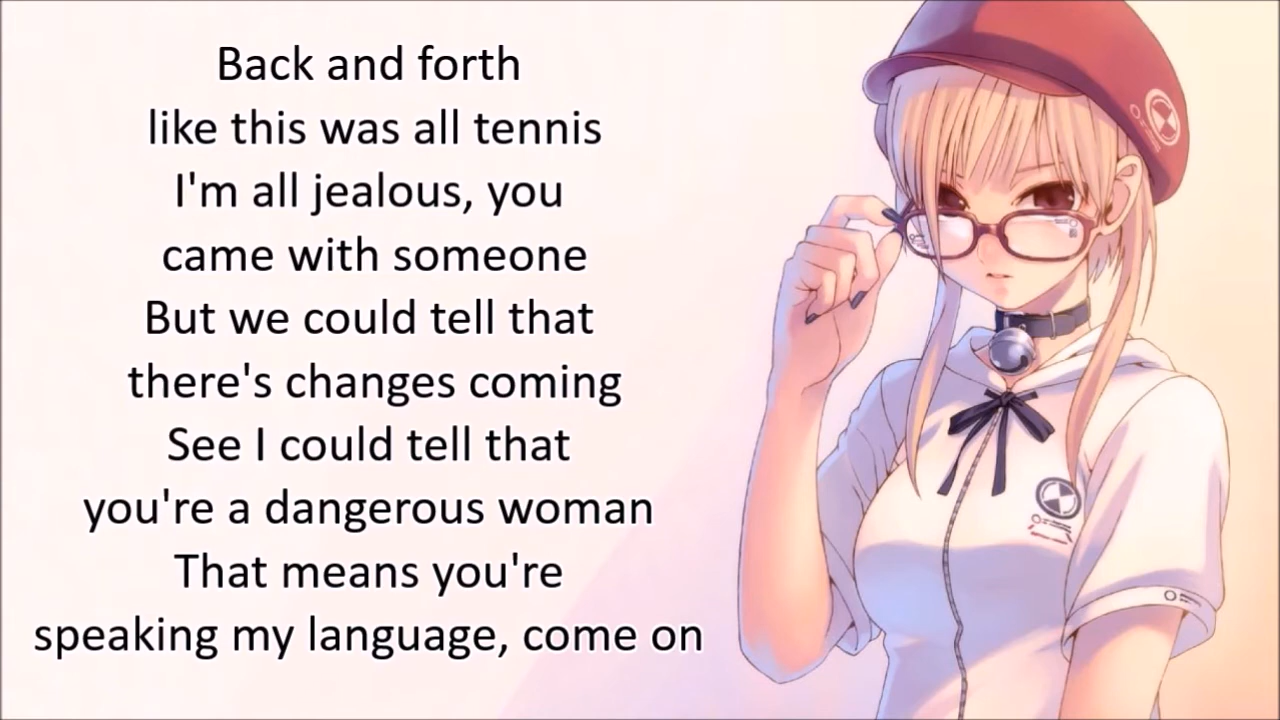 Back and forth
like this was all tennis
I'm all jealous, you
came with someone
But we could tell that
there's changes coming
See I could tell that
you're a dangerous woman
That means you're
speaking my language, come on